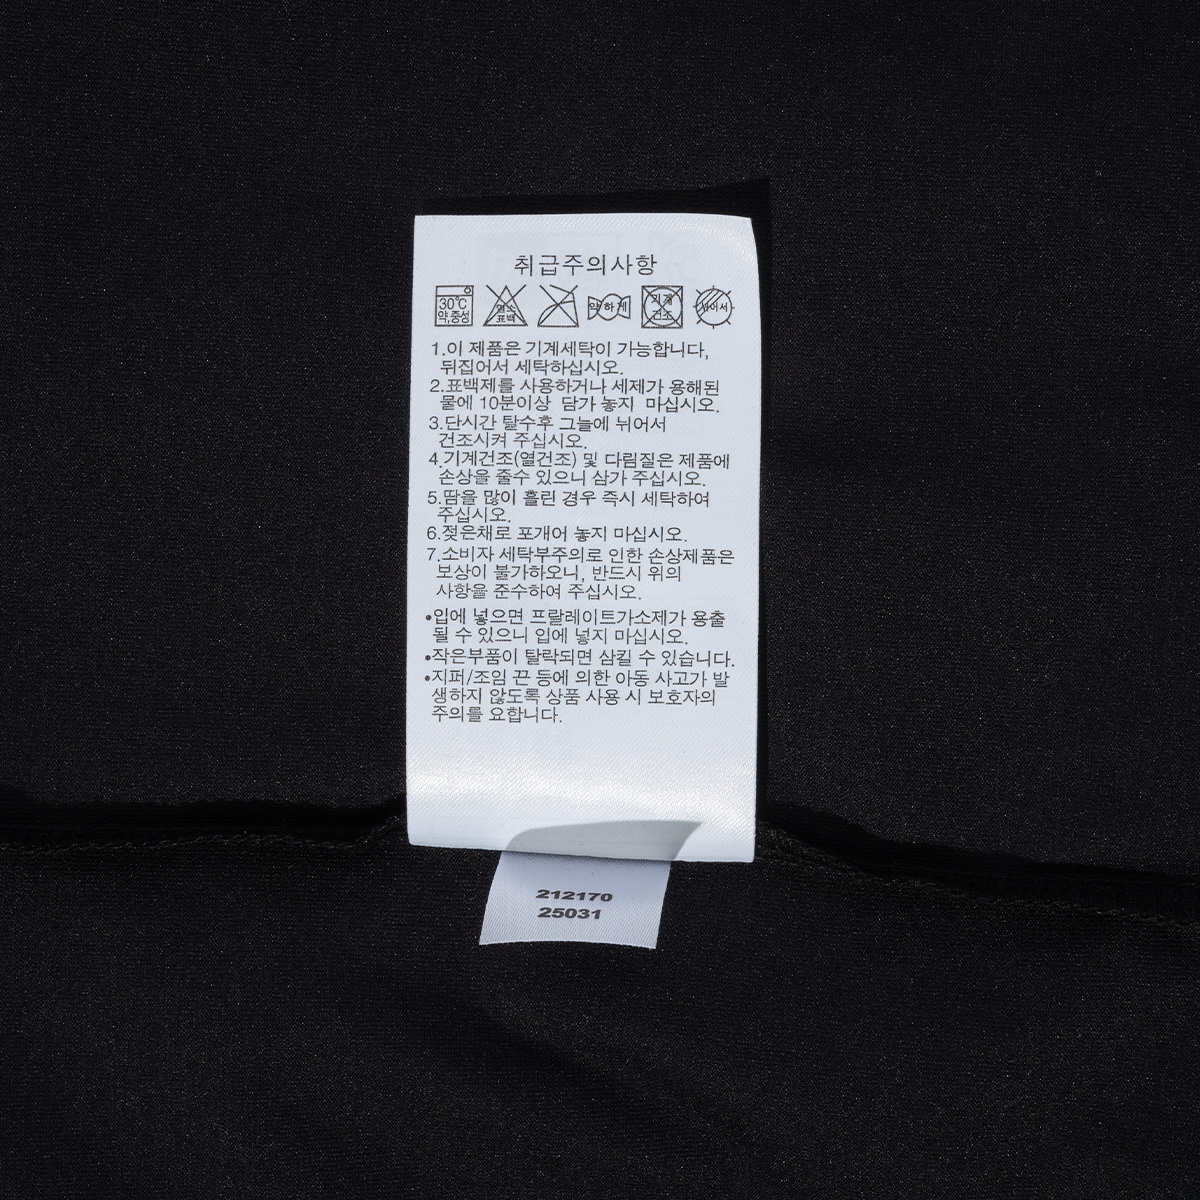 취급주의사항
30℃
약,중성
염소
표백
약하게
기계
건조
뉘어서
1.이 제품은 기계세탁이 가능합니다,
뒤집어서 세탁하십시오.
2.표백제를 사용하거나 세제가 용해된
물에 10분이상 담가 놓지 마십시오.
3.단시간 탈수후 그늘에 뉘어서
건조시켜 주십시오.
4.기계건조(열건조) 및 다림질은 제품에
손상을 줄수 있으니 삼가 주십시오.
5.땀을 많이 흘린 경우 즉시 세탁하여
주십시오.
6.젖은채로 포개어 놓지 마십시오.
7.소비자 세탁부주의로 인한 손상제품은
보상이 불가하오니, 반드시 위의
사항을 준수하여 주십시오.
•입에 넣으면 프탈레이트가소제가 용출
될 수 있으니 입에 넣지 마십시오.
•작은부품이 탈락되면 삼킬 수 있습니다.
•지퍼/조임 끈 등에 의한 아동 사고가 발
생하지 않도록 상품 사용 시 보호자의
주의를 요합니다.
212170
25031